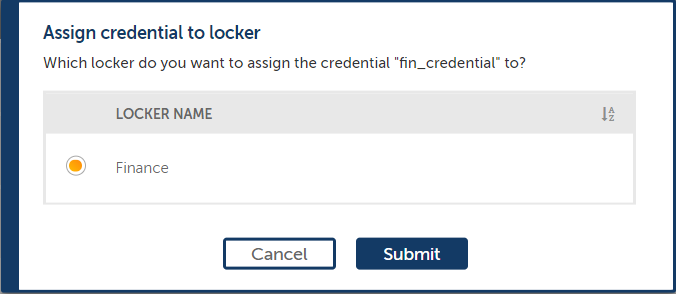 Assign credential to locker
Which locker do you want to assign the credential "fin_credential" to?
LOCKER NAME
A
Z
Finance
Cancel
Submit